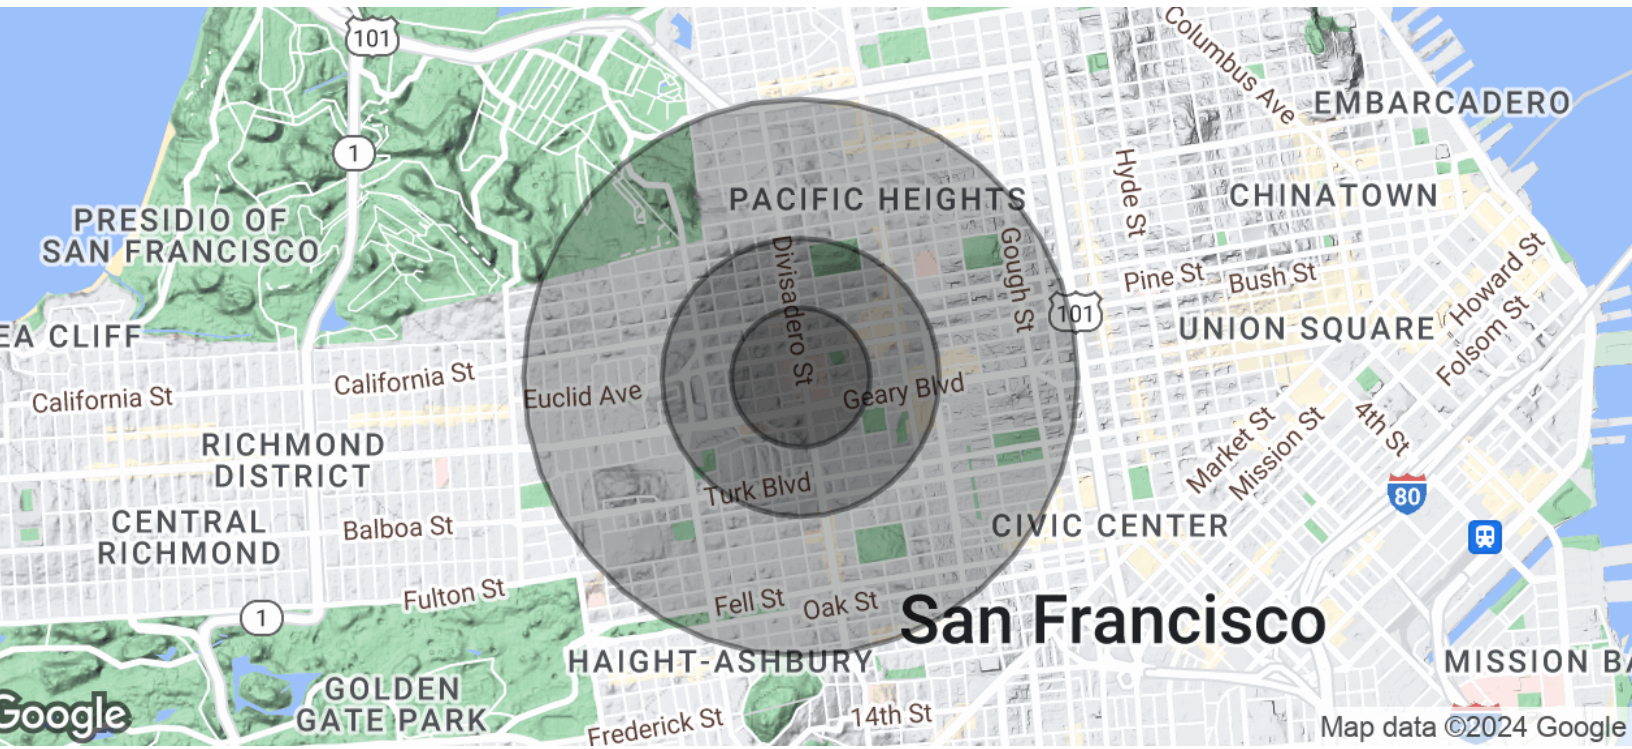 101
Columbus Ave
EMBARCADERO
1
Hyde St
PACIFIC HEIGHTS
CHINATOWN
PRESIDIO OF
SAN FRANCISCO
Divisadero St
Gough St
Pine St
Bush St
Howard St
101
EA CLIFF
UNION SQUARE
Folsom St
California St
California St
Euclid Ave
Geary Blvd
RICHMOND
DISTRICT
Market St
Mission St
4th St
80
Turk Blvd
CENTRAL
RICHMOND
Balboa St
CIVIC CENTER
Fulton St
Fell St
Oak St
1
San Francisco
HAIGHT-ASHBURY
MISSION BA
GOLDEN
GATE PARK
Google
Frederick St
14th St
Map data ©2024 Google